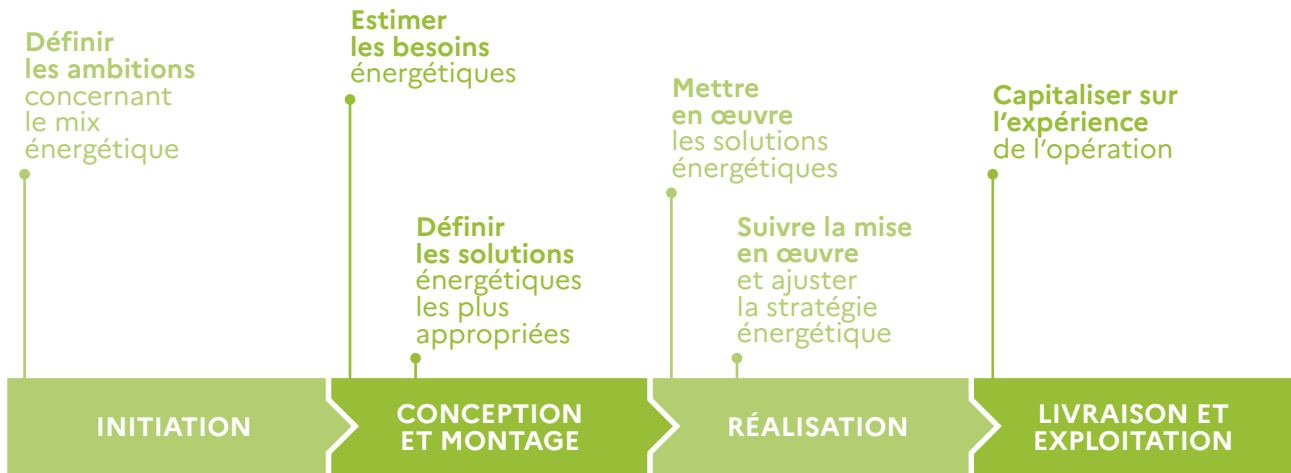 Définir
les ambitions
concernant
le mix
énergétique
Estimer
les besoins
énergétiques
Définir
les solutions
énergétiques
les plus
appropriées
Mettre
en œuvre
les solutions
énergétiques
Suivre la mise
en œuvre
et ajuster
la stratégie
énergétique
Capitaliser sur
l’expérience
de l’opération
INITIATION
CONCEPTION
ET MONTAGE
RÉALISATION
LIVRAISON ET
EXPLOITATION